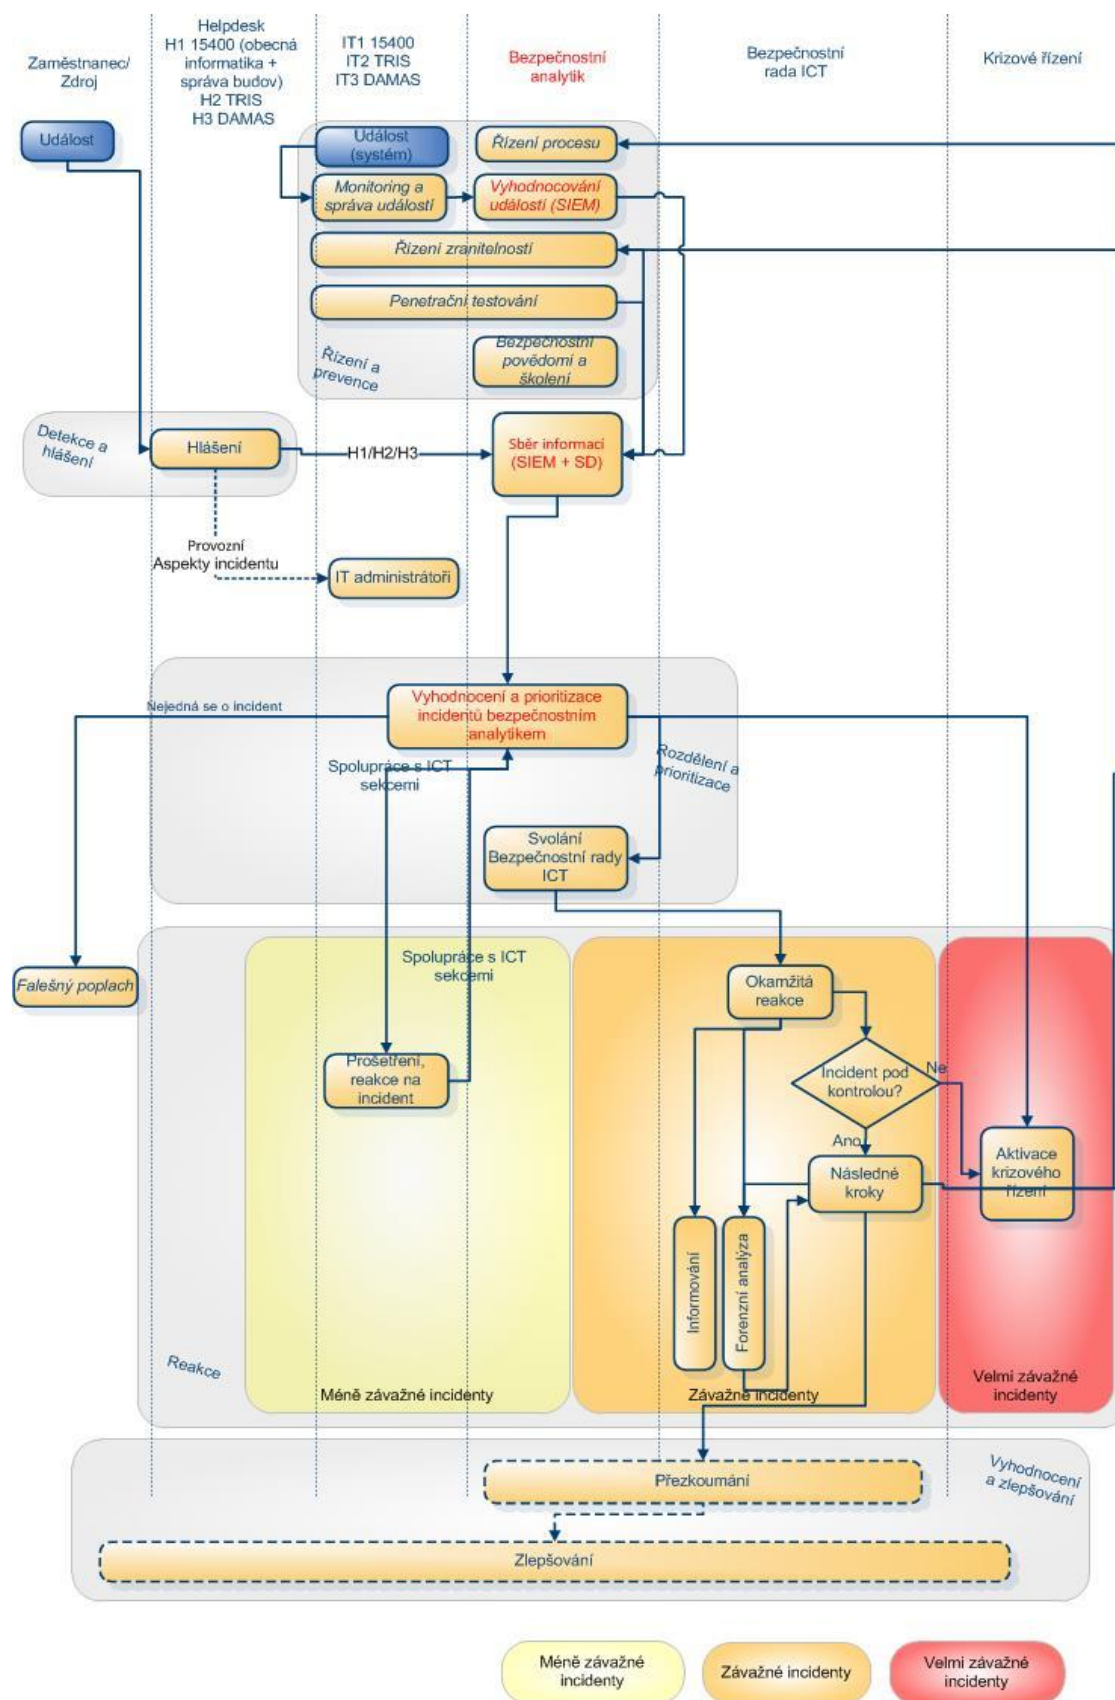 Zaměstnanec/
Zdroj
Helpdesk
H1 15400 (obecná
informatika +
správa budov)
H2 TRIS
H3 DAMAS
IT1 15400
IT2 TRIS
IT3 DAMAS
Bezpečnostní
analytik
Bezpečnostní
rada ICT
Krizové řízení
Událost
Událost
(systém)
Řízení procesu
Monitoring a
správa událostí
Vyhodnocování
událostí (SIEM)
Řízení zranitelností
Penetrační testování
Bezpečnostní
povědomí a
školení
Řízení a
prevence
Detekce a
hlášení
Hlášení
H1/H2/H3
Sběr informací
(SIEM + SD)
Provozní
Aspekty incidentu
IT administrátoři
Nejedná se o incident
Vyhodnocení a prioritizace
incidentů bezpečnostním
analytikem
Rozdělení a
prioritizace
Spolupráce s ICT
sekcemi
Svolání
Bezpečnostní rady
ICT
Falešný poplach
Spolupráce s ICT
sekcemi
Okamžitá
reakce
Prošetření,
reakce na
incident
Incident pod
kontrolou?
Ne
Ano
Následné
kroky
Aktivace
krizového
řízení
Informování
Forenzní analýza
Reakce
Méně závažné incidenty
Závažné incidenty
Velmi závažné
incidenty
Vyhodnocení
a zlepšování
Přezkoumání
Zlepšování
Méně závažné
incidenty
Závažné incidenty
Velmi závažné
incidenty